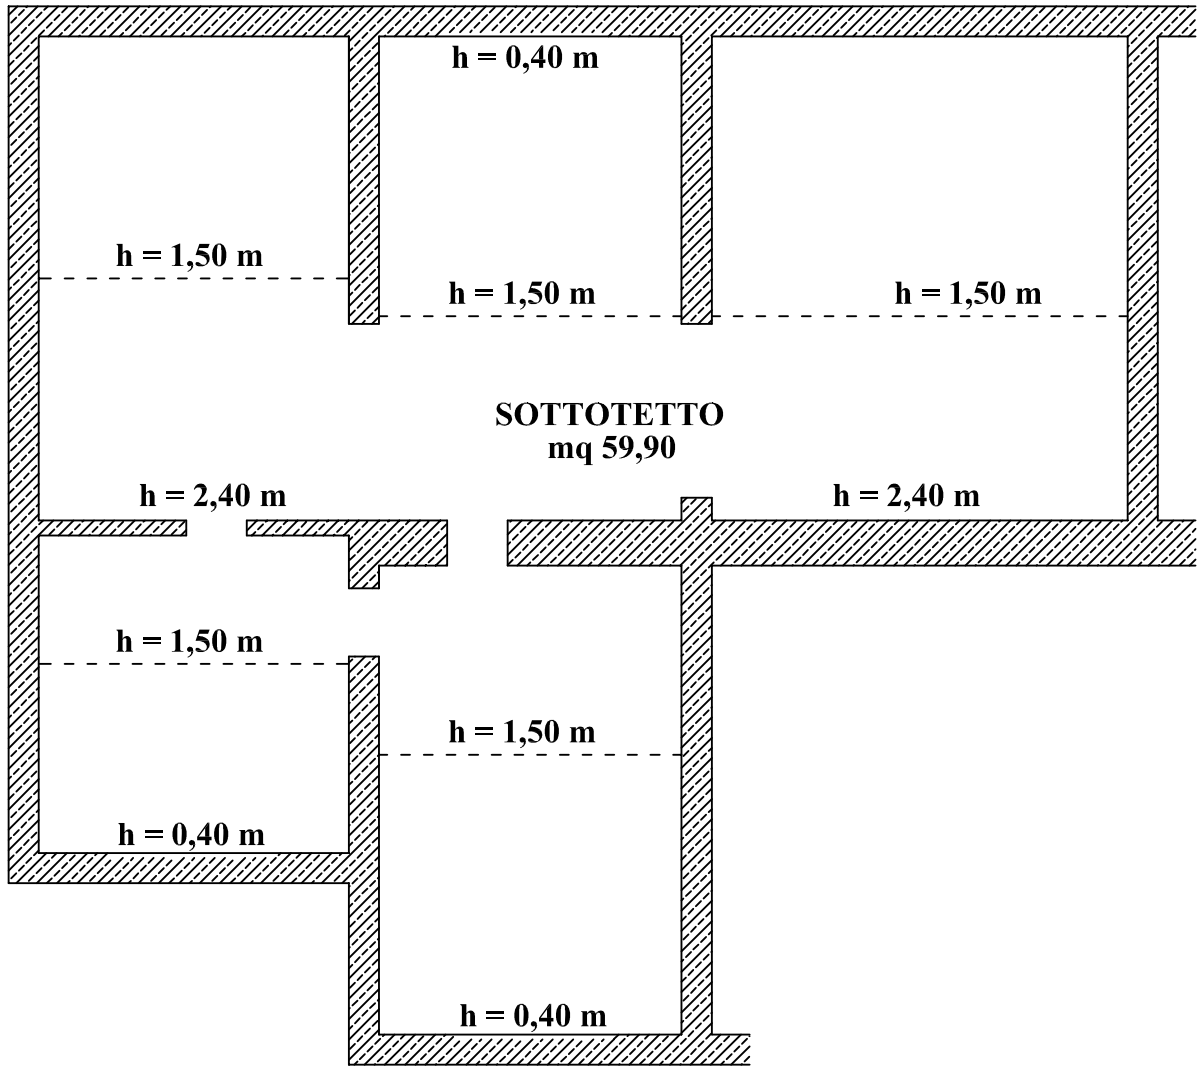 h = 0,40 m
h = 1,50 m
h = 1,50 m
h = 1,50 m
SOTTOTETTO
mq 59,90
h = 2,40 m
h = 2,40 m
h = 1,50 m
h = 1,50 m
h = 0,40 m
h = 0,40 m